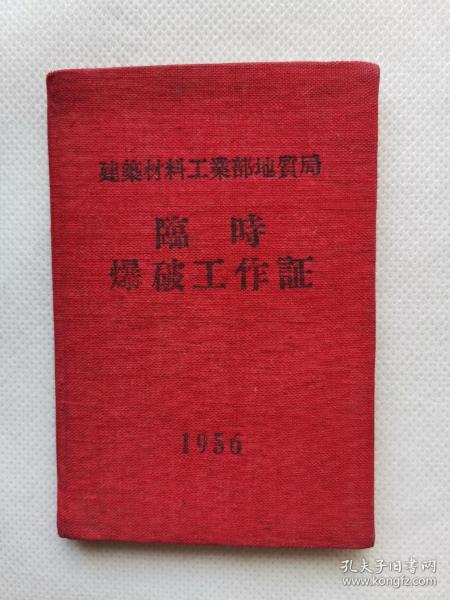 建築材料工業部地質局
臨時
爆破工作証
1956
孔夫子旧书网
www.kongfz.com